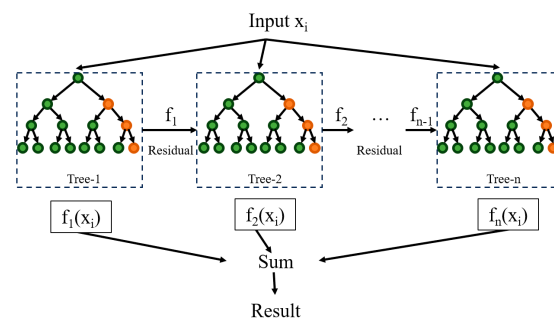 Input xᵢ
f₁
f₂
…
fₙ₋₁
Residual
Residual
Tree-1
Tree-2
Tree-n
f₁(xᵢ)
f₂(xᵢ)
fₙ(xᵢ)
Sum
Result